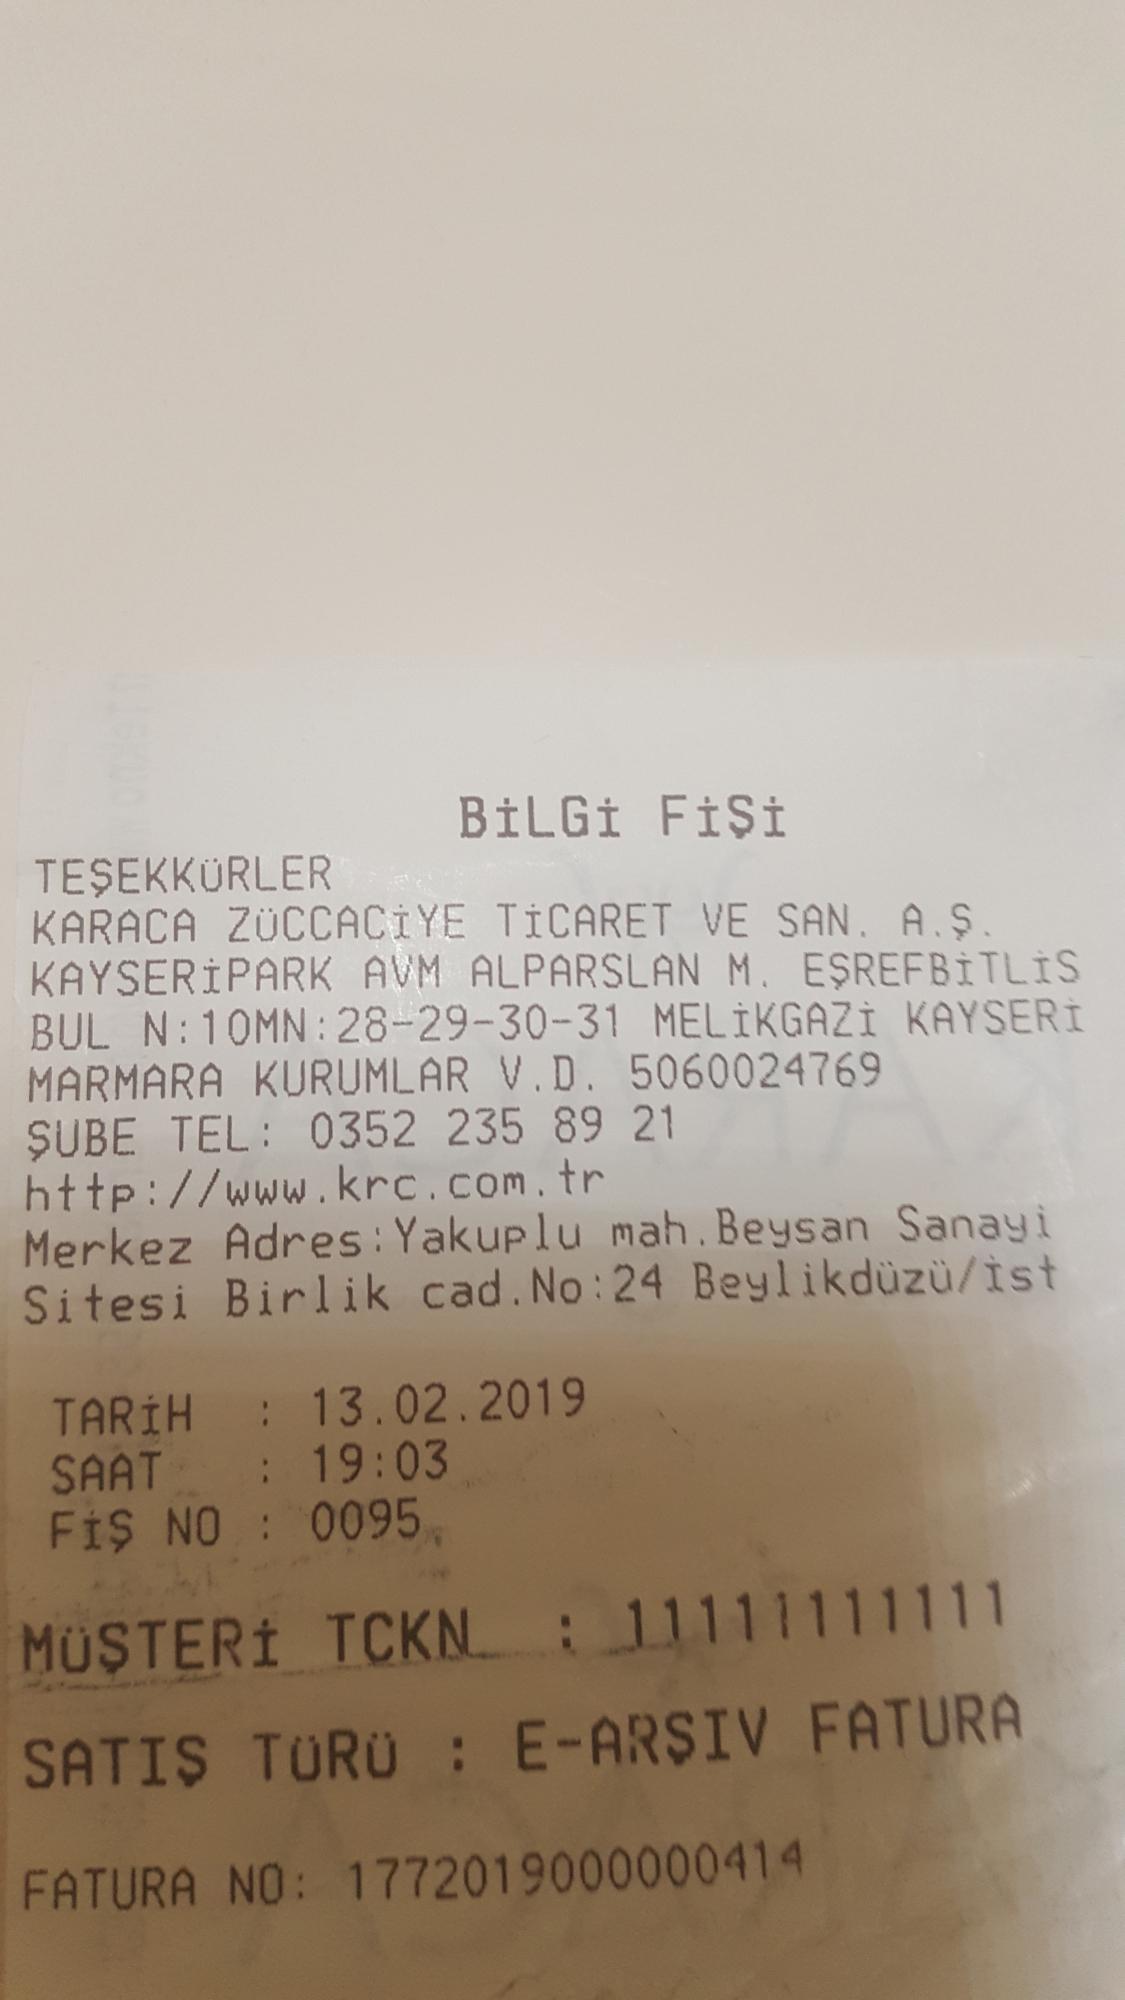 BİLGİ FİŞİ
TEŞEKKÜRLER
KARACA ZÜCCACİYE TİCARET VE SAN. A.Ş.
KAYSERİPARK AVM ALPARSLAN M. EŞREFBİTLİS
BUL N:10MN:28-29-30-31 MELİKGAZİ KAYSERİ
MARMARA KURUMLAR V.D. 5060024769
ŞUBE TEL: 0352 235 89 21
http://www.krc.com.tr
Merkez Adres:Yakuplu mah.Beysan Sanayi
Sitesi Birlik cad.No:24 Beylikdüzü/İst
TARİH : 13.02.2019
SAAT : 19:03
FİŞ NO : 0095
MÜŞTERİ TCKN : 11111111111
SATIŞ TÜRÜ : E-ARŞIV FATURA
FATURA NO: 1772019000000414